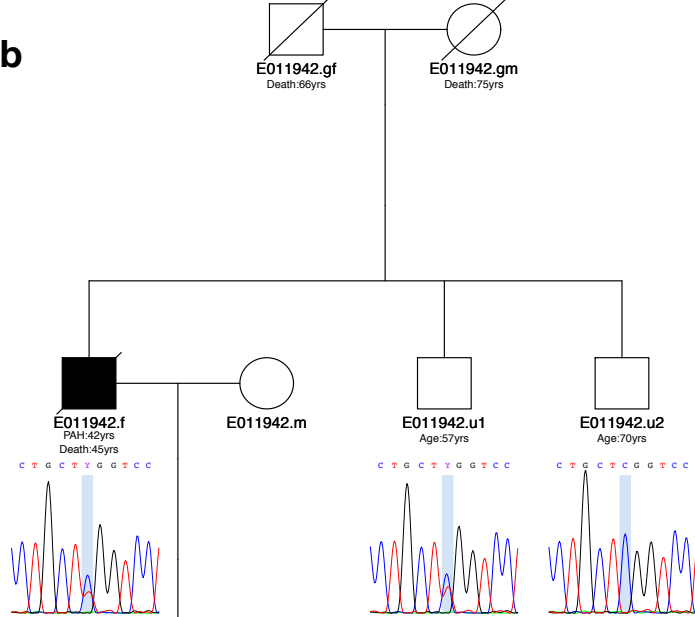 b
E011942.gf
Death:66yrs
E011942.gm
Death:75yrs
E011942.f
PAH:42yrs
Death:45yrs
E011942.m
E011942.u1
Age:57yrs
E011942.u2
Age:70yrs
C T G C T Y G G T C C
C T G C T Y G G T C C
C T G C T C G G T C C